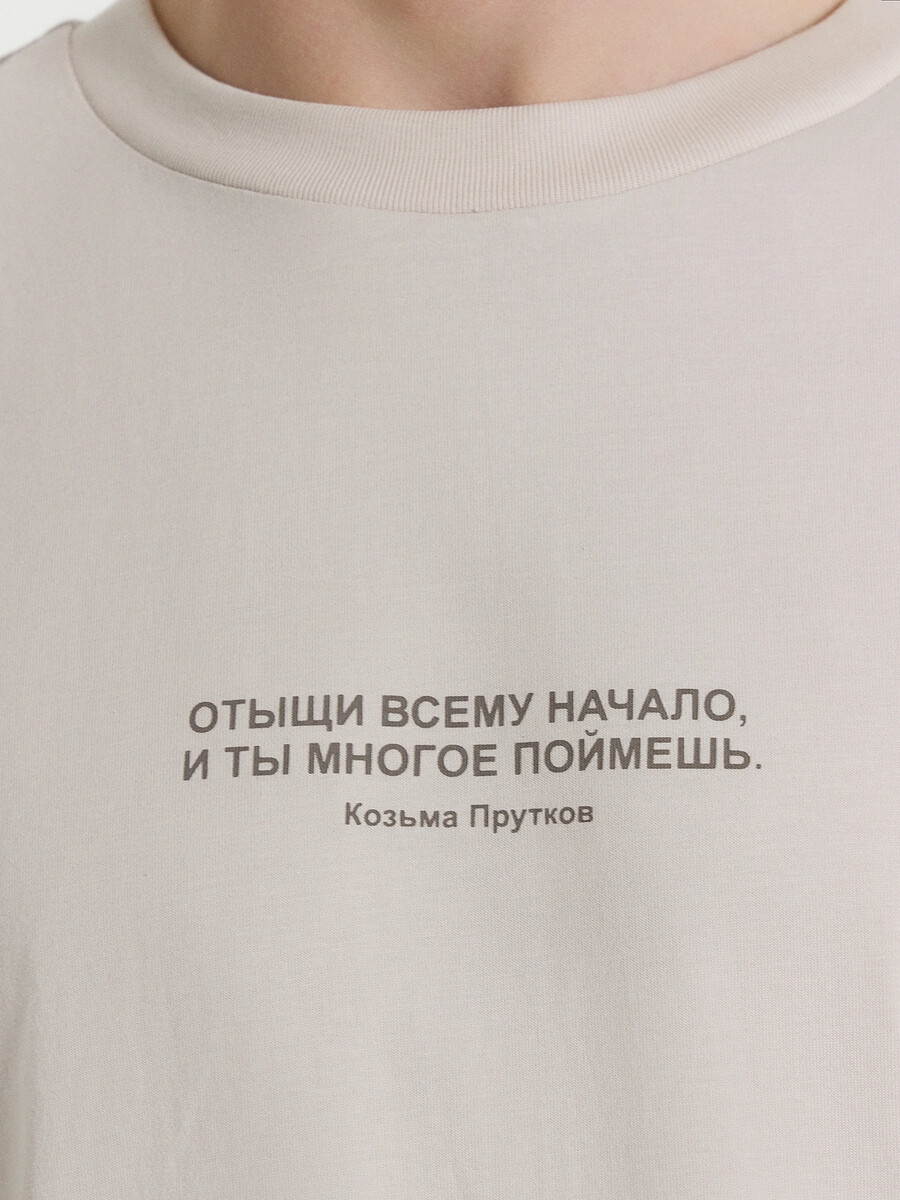 ОТЫЩИ ВСЕМУ НАЧАЛО,
И ТЫ МНОГОЕ ПОЙМЕШЬ.
Козьма Прутков